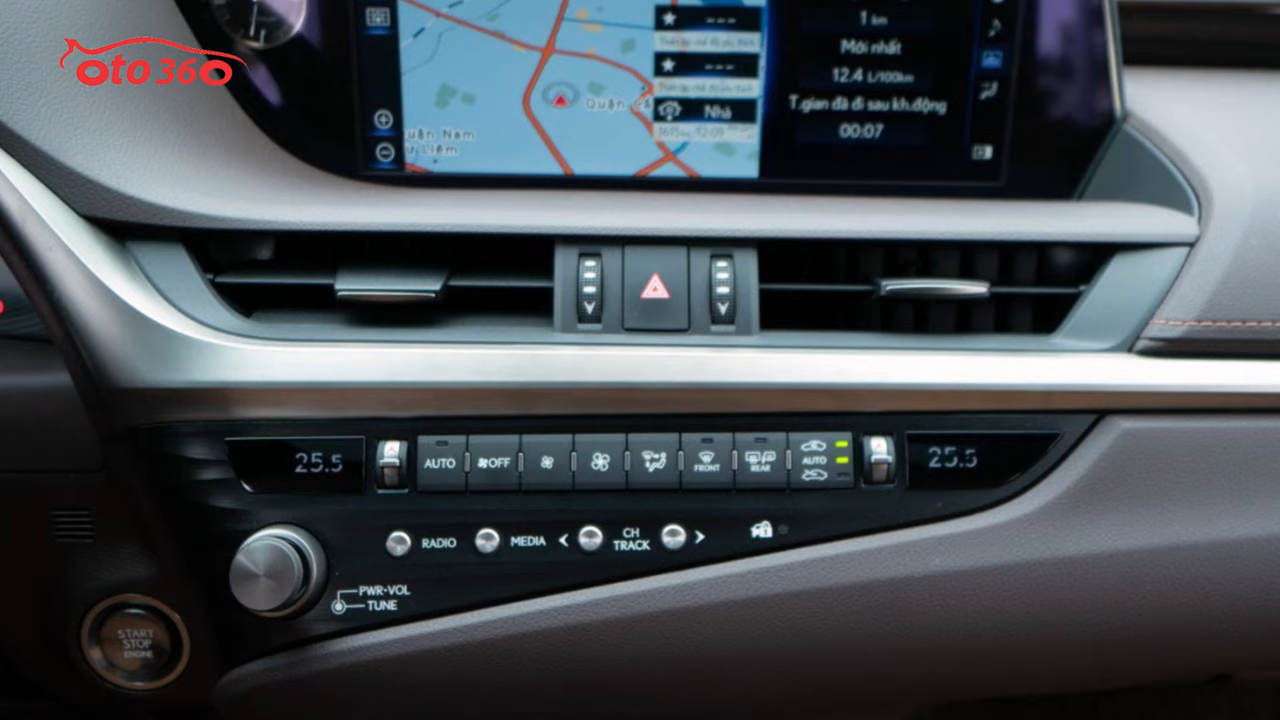 oto360
1 km
Mới nhất
12.4 L/100km
T.gian đã đi sau kh.động
00:07
---
---
Nhà
Quận
uận Nam
ừ Liêm
25.5
AUTO
OFF
FRONT
REAR
AUTO
25.5
RADIO
MEDIA
<
CH
TRACK
>
PWR·VOL
TUNE
START
STOP
ENGINE